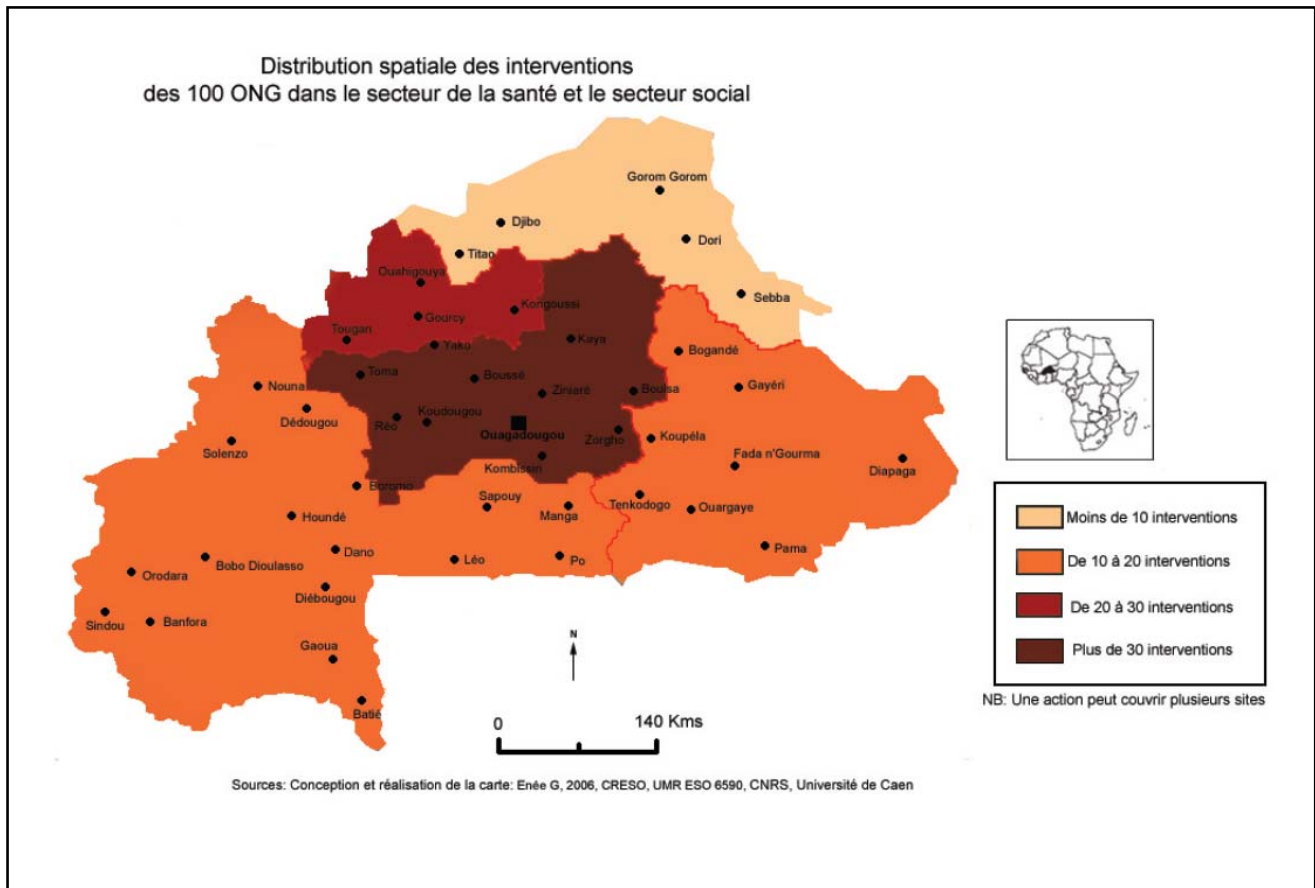 Distribution spatiale des interventions
des 100 ONG dans le secteur de la santé et le secteur social
Gorom Gorom
Djibo
Dori
Titao
Ouahigouya
Sebba
Kongoussi
Gourcy
Tougan
Yako
Kaya
Bogandé
Toma
Boussé
Nouna
Ziniaré
Boulsa
Gayéri
Dédougou
Réo
Koudougou
Ouagadougou
Zorgho
Koupéla
Solenzo
Kombissiri
Fada n'Gourma
Diapaga
Boromo
Sapouy
Tenkodogo
Houndé
Manga
Ouargaye
Dano
Bobo Dioulasso
Léo
Po
Pama
Orodara
Diébougou
Sindou
Banfora
Gaoua
Batié
N
0
140 Kms
Moins de 10 interventions
De 10 à 20 interventions
De 20 à 30 interventions
Plus de 30 interventions
NB: Une action peut couvrir plusieurs sites
Sources: Conception et réalisation de la carte: Enée G, 2006, CRESO, UMR ESO 6590, CNRS, Université de Caen